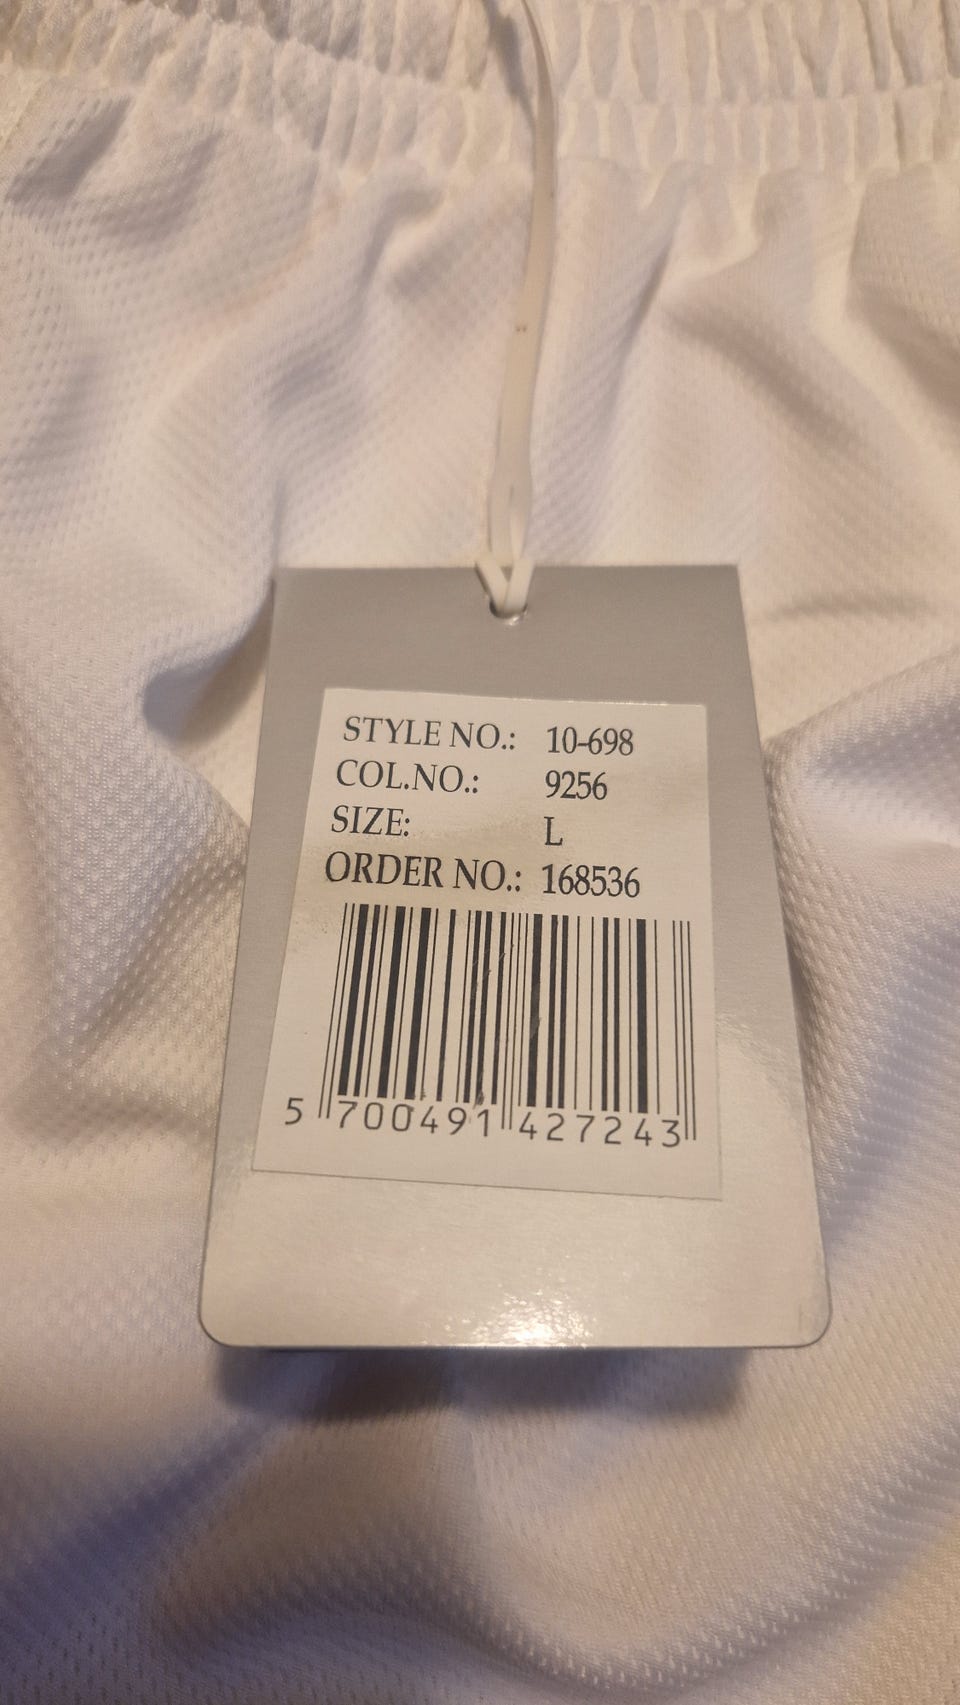 STYLE NO.: 10-698
COL.NO.: 9256
SIZE: L
ORDER NO.: 168536
5 700491 427243